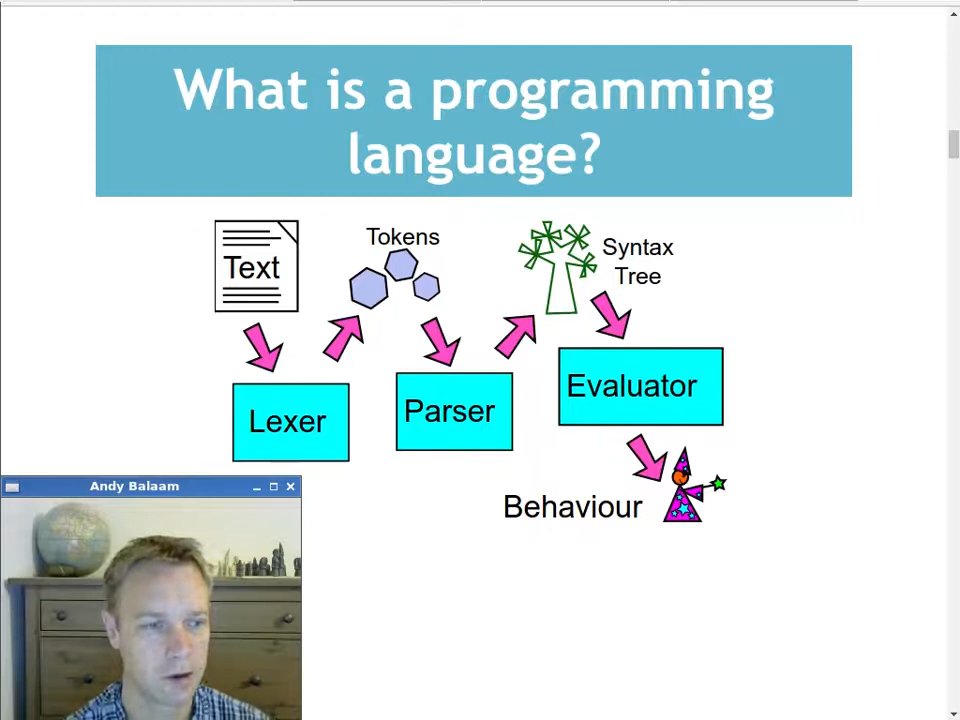 What is a programming
language?
Text
Tokens
Syntax
Tree
Lexer
Parser
Evaluator
Behaviour
Andy Balaam